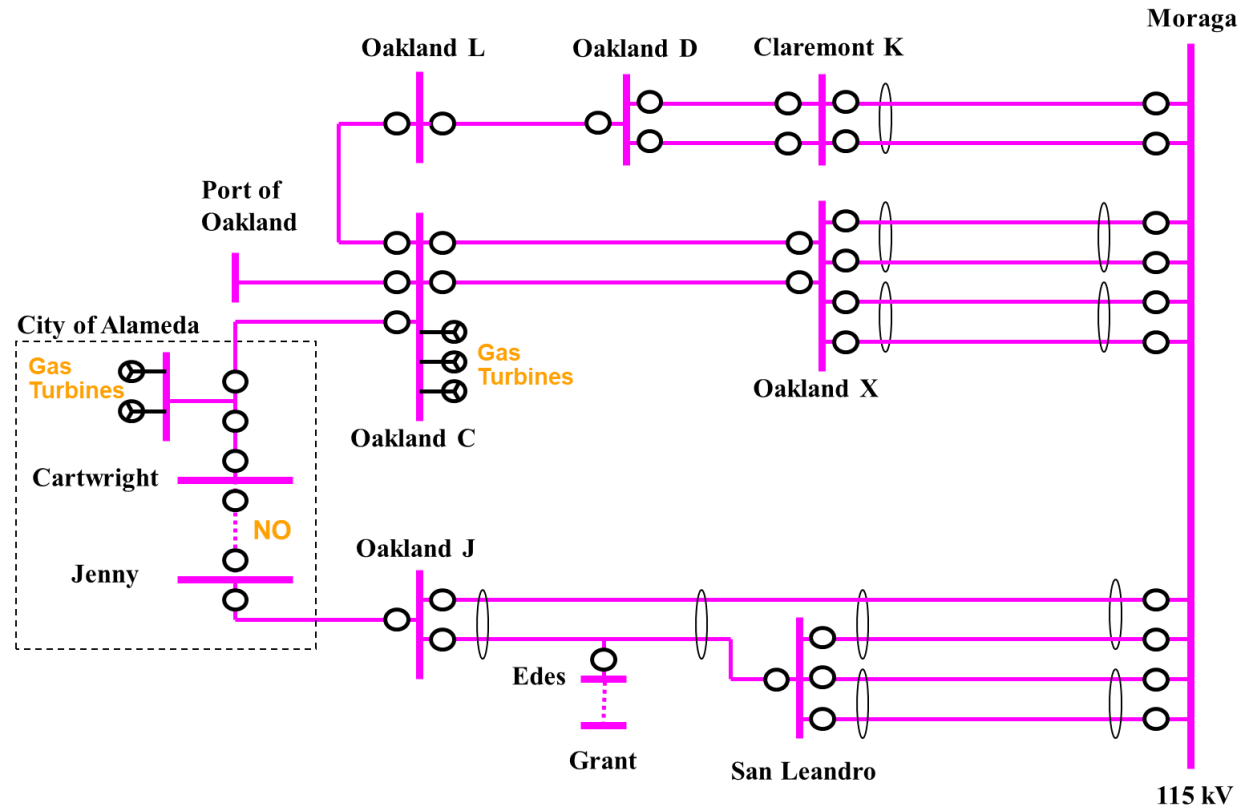 Moraga
Oakland L
Oakland D
Claremont K
Port of
Oakland
City of Alameda
Gas
Turbines
Gas
Turbines
Oakland X
Oakland C
Cartwright
NO
Oakland J
Jenny
Edes
Grant
San Leandro
115 kV